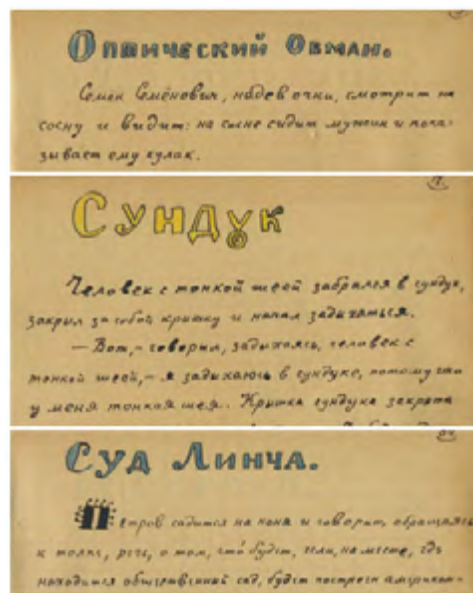 Оптический Обман.
Семен Семёнович, надев очки, смотрит на
сосну и видит: на сосне сидит мужик и пока-
зывает ему кулак.
17.
Сундук
Человек с тонкой шеей забрался в сундук,
закрыл за собой крышку и начал задыхаться.
— Вот,- говорил, задыхаясь, человек с
тонкой шеей,- я задыхаюсь в сундуке, потому что
у меня тонкая шея. Крышка сундука закрыта
Суд Линча.
Петров садится на коня и говорит, обращаясь
к толпе, речь, о том, что будет, если, на месте, где
находится общественный сад, будет построен американ-